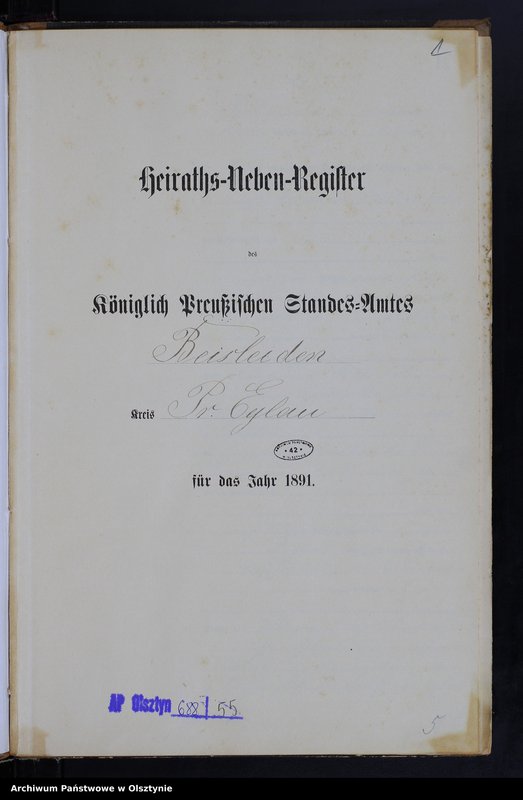 1
Heiraths-Neben-Register
des
Königlich Preußischen Standes-Amtes
Beisleiden
Kreis Pr. Eylau
42
für das Jahr 1891.
AP Olsztyn 688/55
5
Archiwum Państwowe w Olsztynie